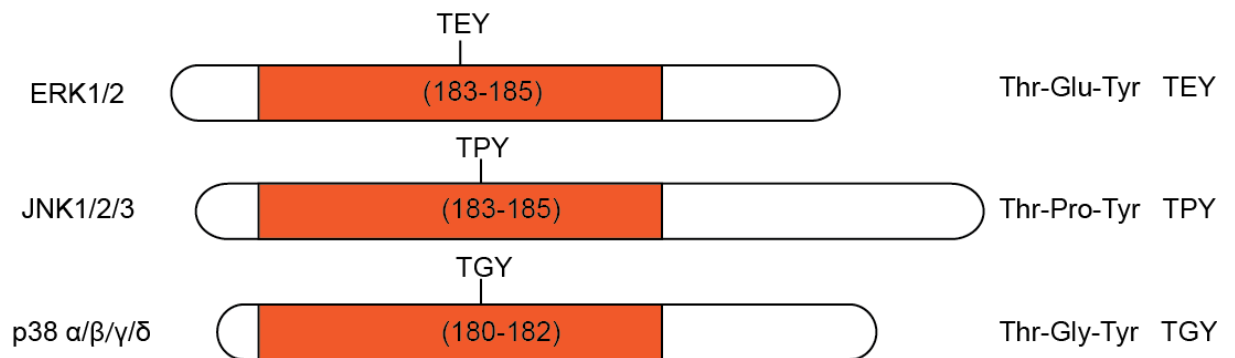 TEY
ERK1/2 (183-185) Thr-Glu-Tyr TEY
TPY
JNK1/2/3 (183-185) Thr-Pro-Tyr TPY
TGY
p38 α/β/γ/δ (180-182) Thr-Gly-Tyr TGY